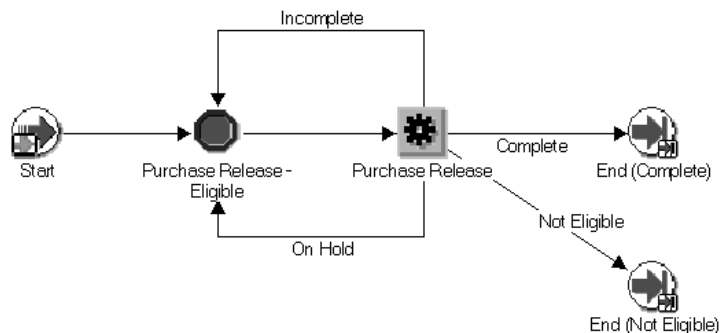 Incomplete
Start
Purchase Release -
Eligible
Purchase Release
Complete
End (Complete)
Not Eligible
On Hold
End (Not Eligible)